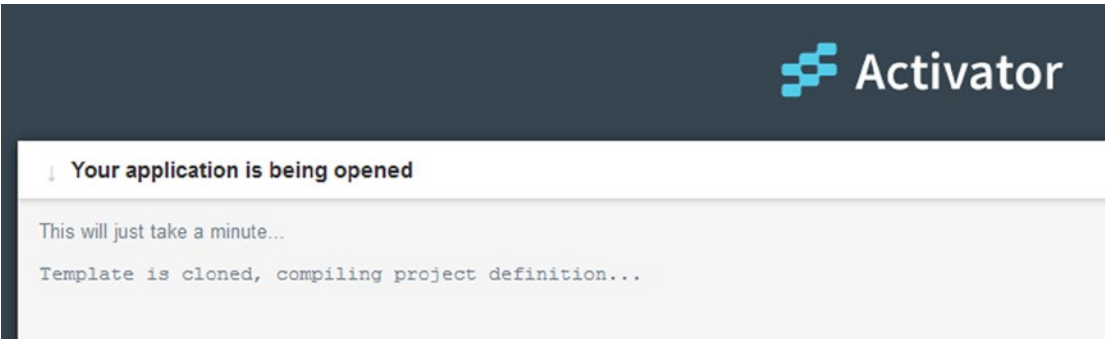 Activator
Your application is being opened
This will just take a minute...
Template is cloned, compiling project definition...